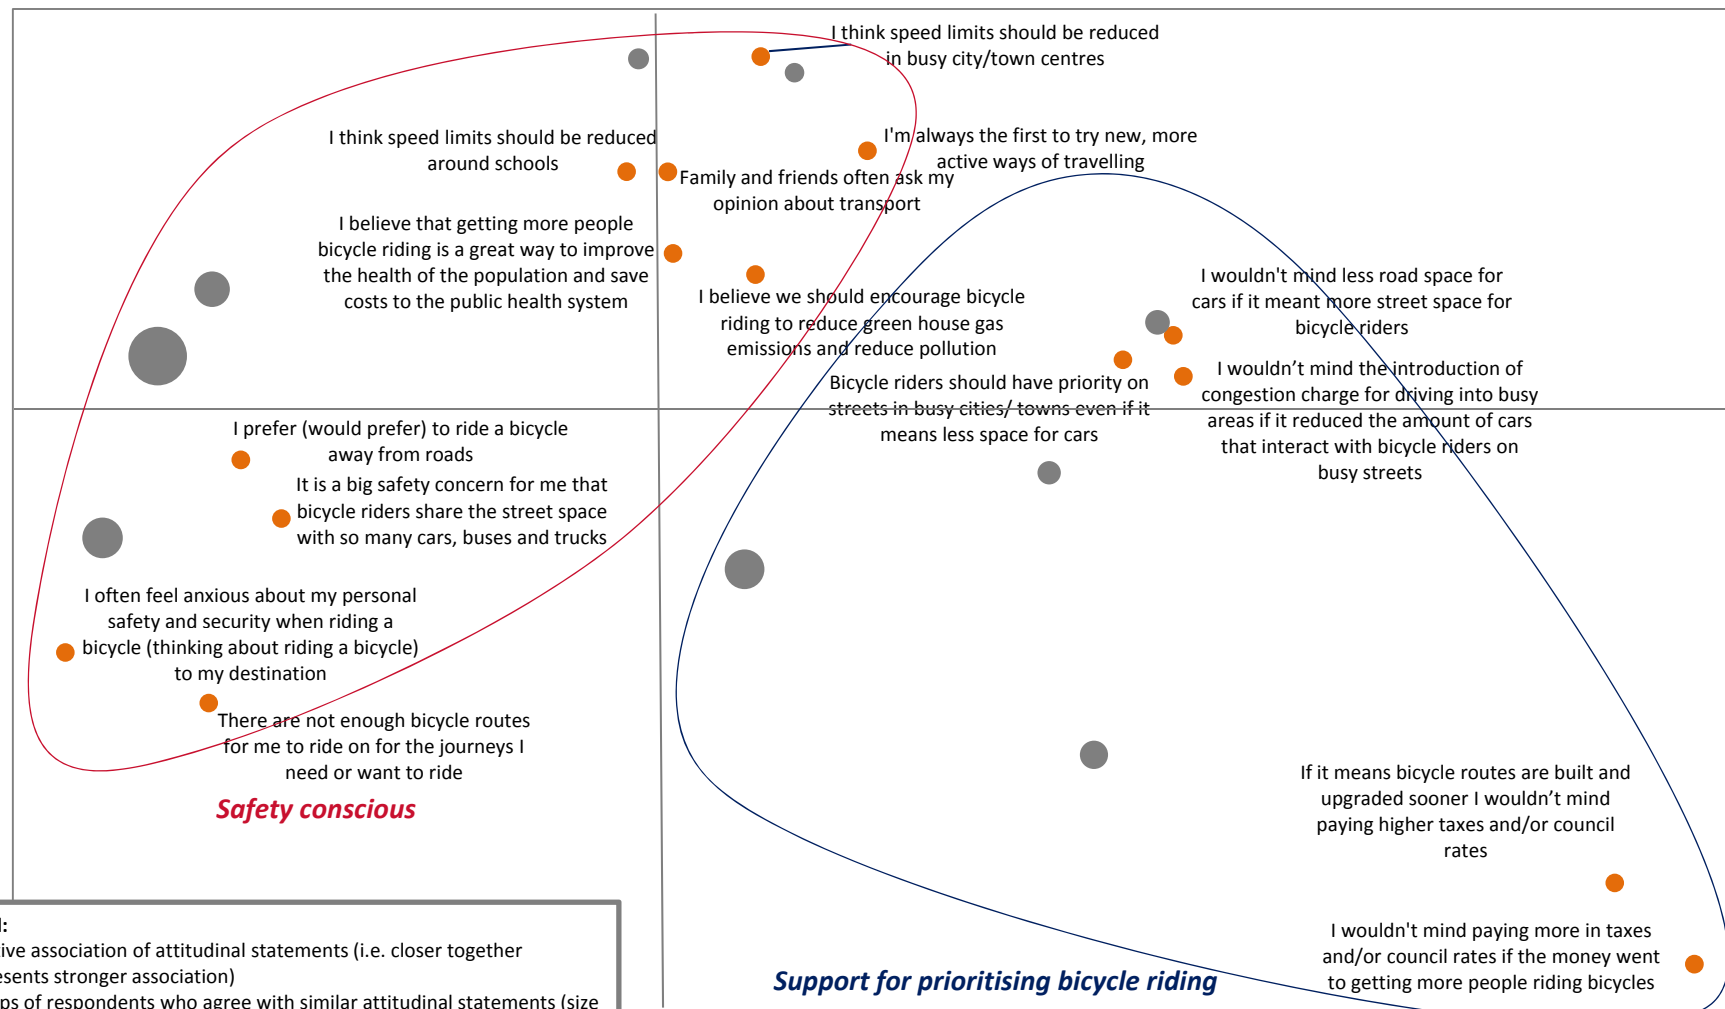 I think speed limits should be reduced
in busy city/town centres
I think speed limits should be reduced
around schools
I'm always the first to try new, more
active ways of travelling
Family and friends often ask my
opinion about transport
I believe that getting more people
bicycle riding is a great way to improve
the health of the population and save
costs to the public health system
I believe we should encourage bicycle
riding to reduce green house gas
emissions and reduce pollution
I wouldn't mind less road space for
cars if it meant more street space for
bicycle riders
Bicycle riders should have priority on
streets in busy cities/ towns even if it
means less space for cars
I wouldn’t mind the introduction of
congestion charge for driving into busy
areas if it reduced the amount of cars
that interact with bicycle riders on
busy streets
I prefer (would prefer) to ride a bicycle
away from roads
It is a big safety concern for me that
bicycle riders share the street space
with so many cars, buses and trucks
I often feel anxious about my personal
safety and security when riding a
bicycle (thinking about riding a bicycle)
to my destination
There are not enough bicycle routes
for me to ride on for the journeys I
need or want to ride
Safety conscious
If it means bicycle routes are built and
upgraded sooner I wouldn’t mind
paying higher taxes and/or council
rates
I wouldn't mind paying more in taxes
and/or council rates if the money went
to getting more people riding bicycles
Support for prioritising bicycle riding
association of attitudinal statements (i.e. closer together
stronger association)
of respondents who agree with similar attitudinal statements (size